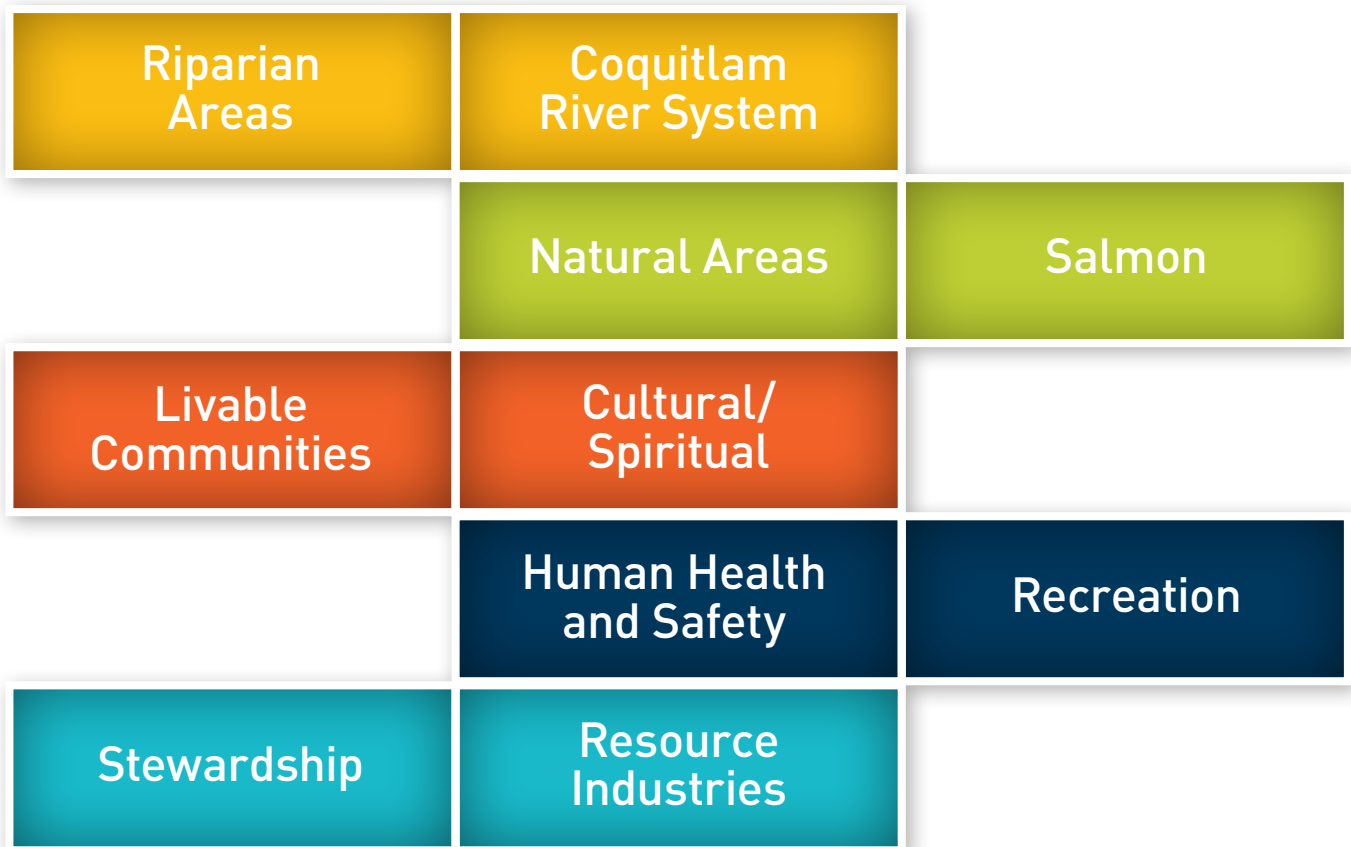 Riparian
Areas
Coquitlam
River System
Natural Areas
Salmon
Livable
Communities
Cultural/
Spiritual
Human Health
and Safety
Recreation
Stewardship
Resource
Industries